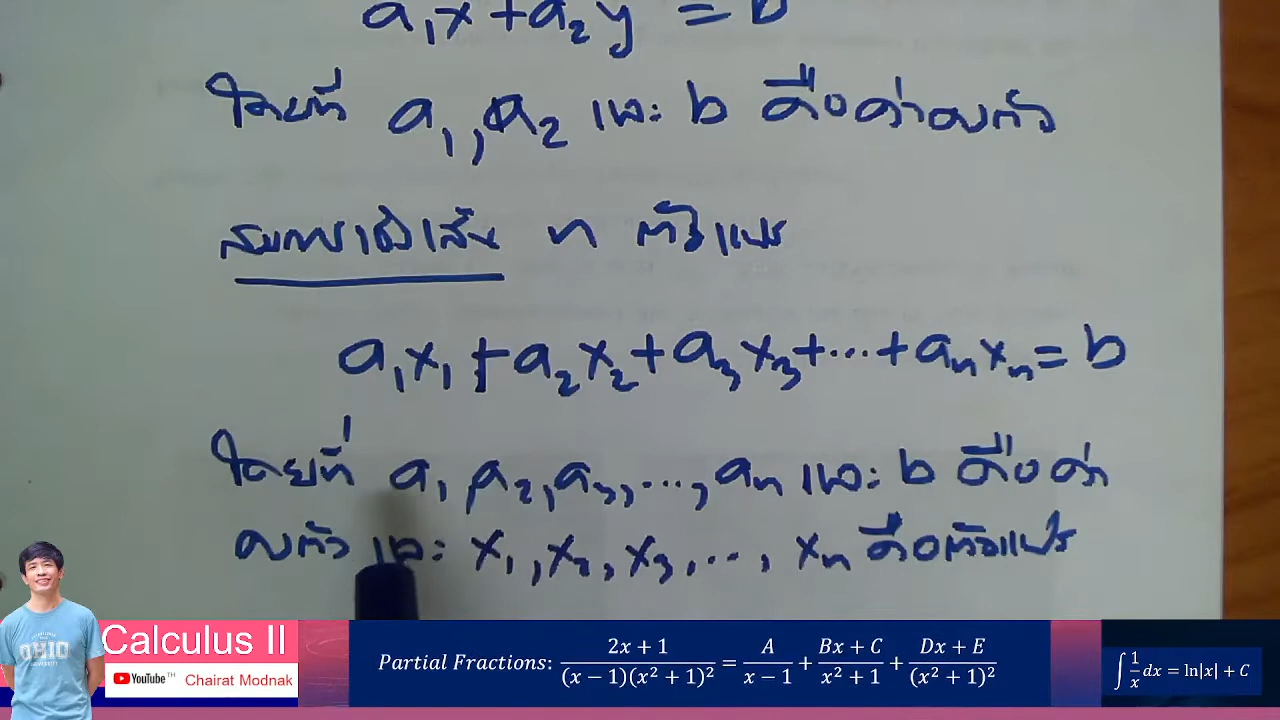 a₁x + a₂y = b
โดยที่ a₁, a₂ และ b คือค่าคงตัว
สมการเชิงเส้น n ตัวแปร
a₁x₁ + a₂x₂ + a₃x₃ + ... + aₙxₙ = b
โดยที่ a₁, a₂, a₃, ..., aₙ และ b คือค่า
คงตัว และ x₁, x₂, x₃, ..., xₙ คือตัวแปร
OHIO
Calculus II
YouTube TH Chairat Modnak
Partial Fractions: (2x + 1)/((x − 1)(x² + 1)²) = A/(x − 1) + (Bx + C)/(x² + 1) + (Dx + E)/(x² + 1)²
∫ 1/x dx = ln|x| + C